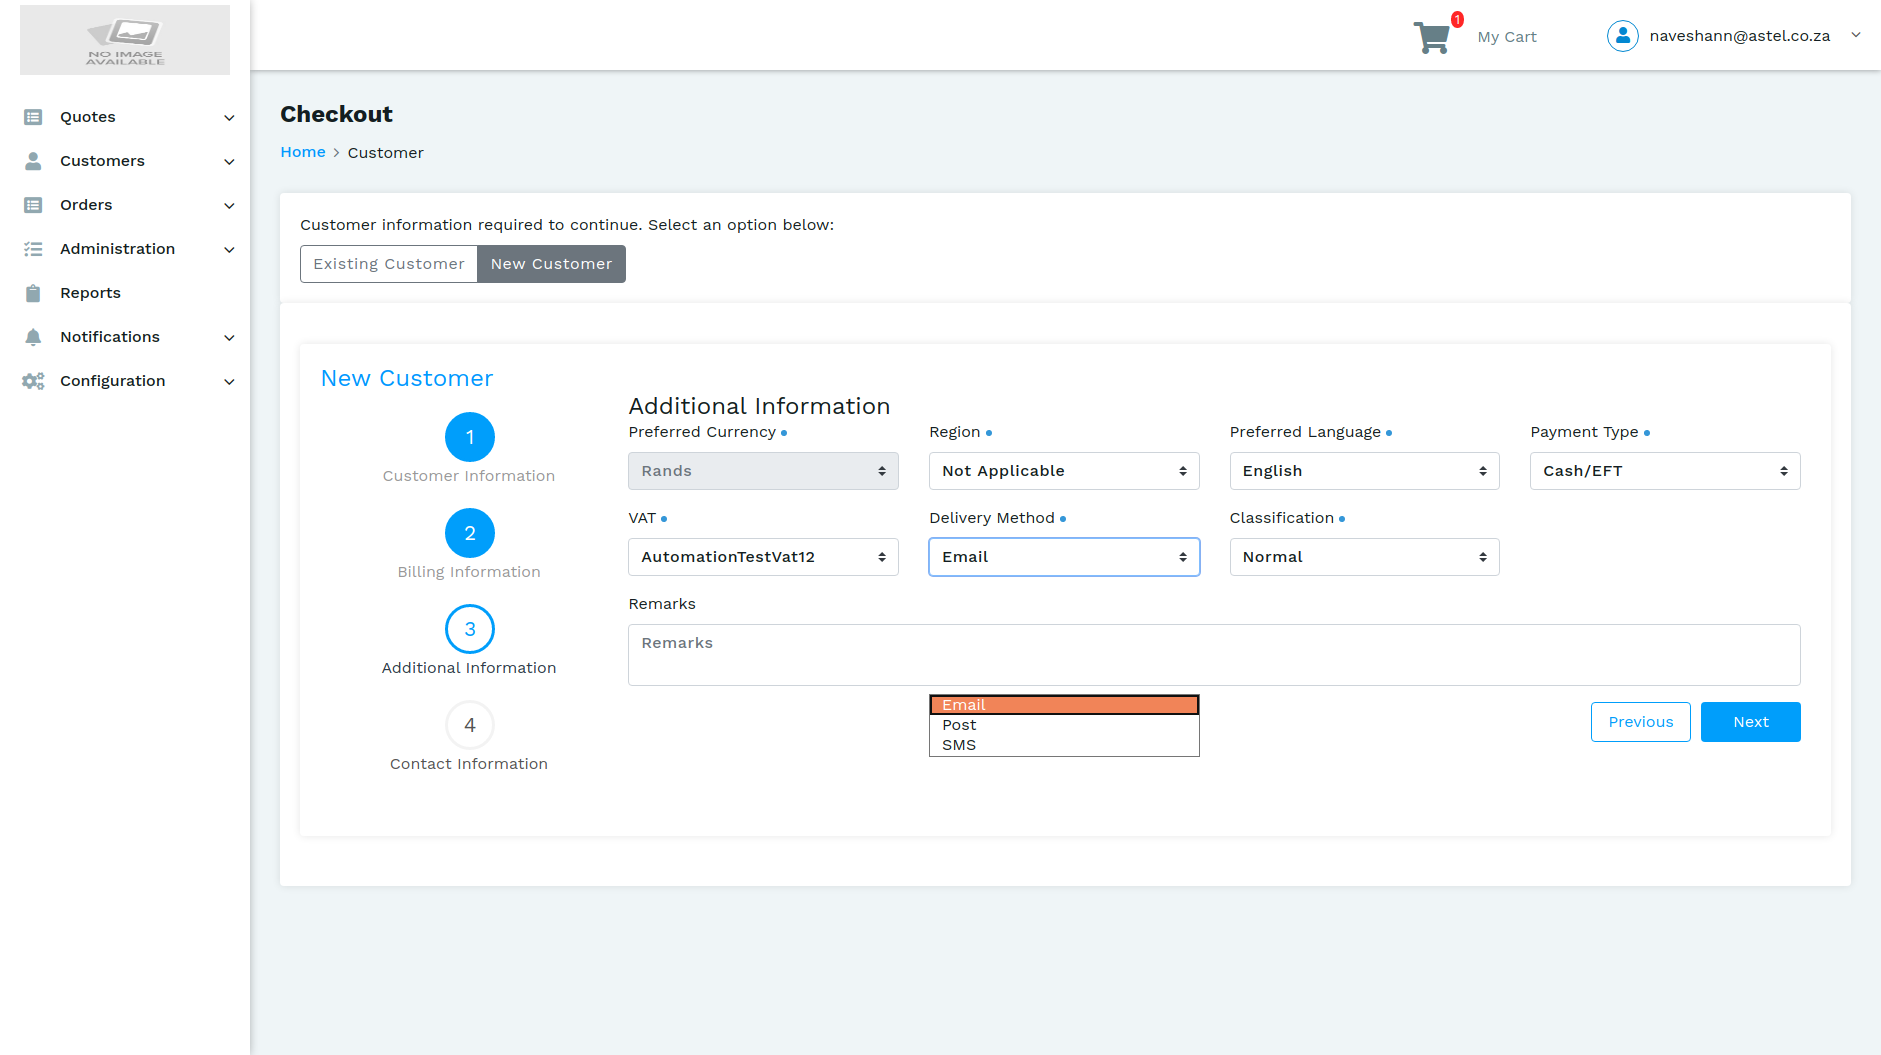 NO IMAGE
AVAILABLE
1
My Cart
naveshann@astel.co.za
Quotes
Customers
Orders
Administration
Reports
Notifications
Configuration
Checkout
Home > Customer
Customer information required to continue. Select an option below:
Existing Customer New Customer
New Customer
1
Customer Information
2
Billing Information
3
Additional Information
4
Contact Information
Additional Information
Preferred Currency Region Preferred Language Payment Type
Rands Not Applicable English Cash/EFT
VAT Delivery Method Classification
AutomationTestVat12 Email Normal
Remarks
Remarks
Email
Post
SMS
Previous Next